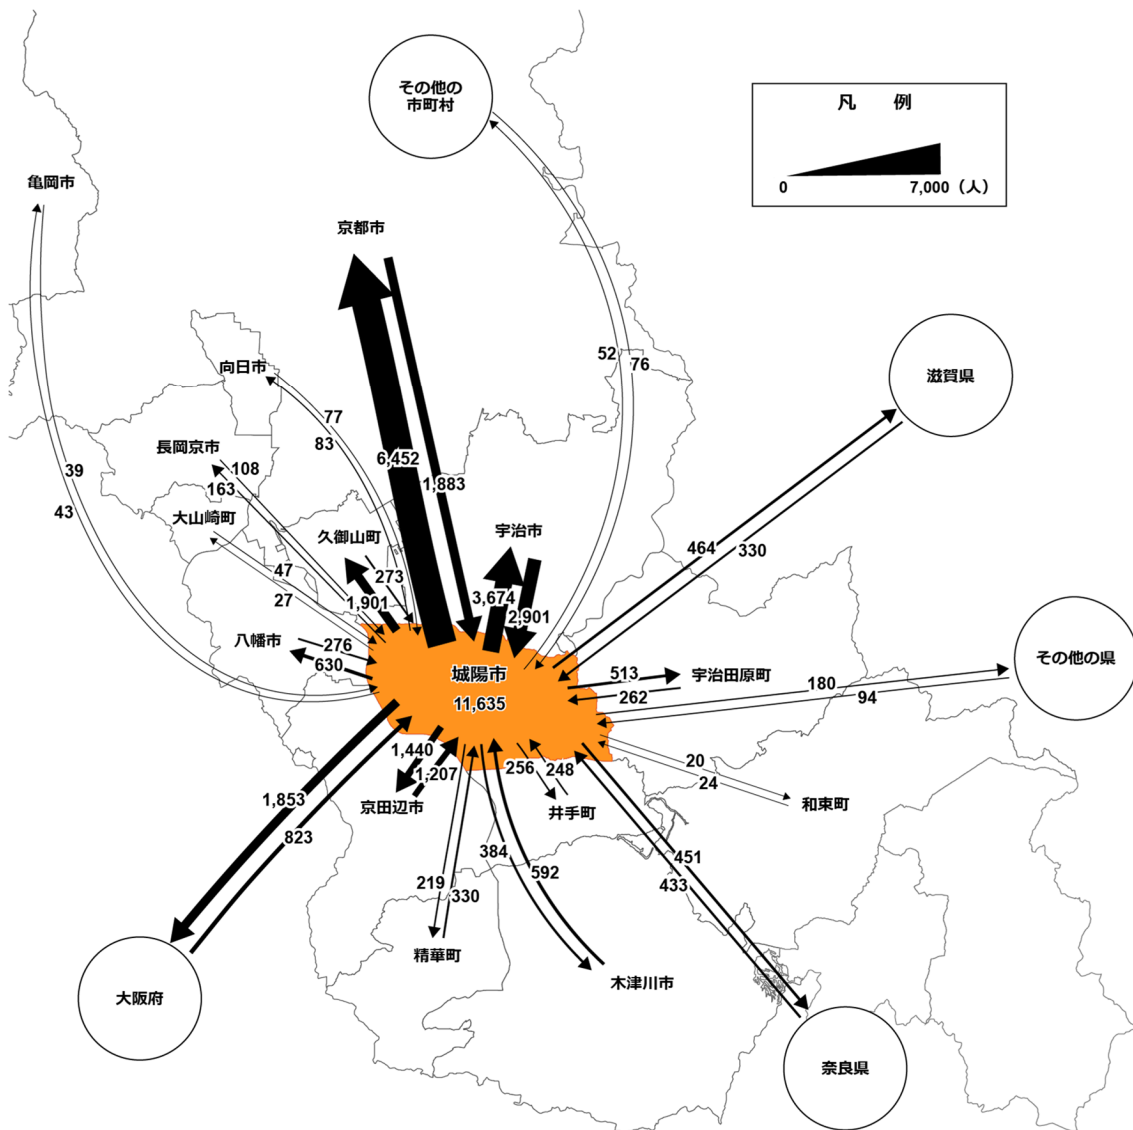 その他の
市町村
凡 例
0
7,000（人）
亀岡市
京都市
向日市
52
76
滋賀県
77
83
長岡京市
6,452
108
39
163
1,883
43
大山崎町
久御山町
宇治市
464
330
47
273
27
1,901
3,674
2,901
八幡市
276
630
城陽市
11,635
513
262
宇治田原町
その他の県
180
94
1,440
1,207
256
248
20
24
1,853
京田辺市
井手町
和束町
823
384
592
451
433
219
330
精華町
木津川市
大阪府
奈良県